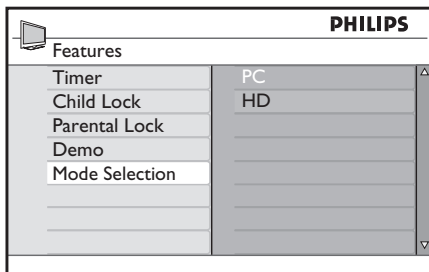 PHILIPS
Features
Timer PC
Child Lock HD
Parental Lock
Demo
Mode Selection